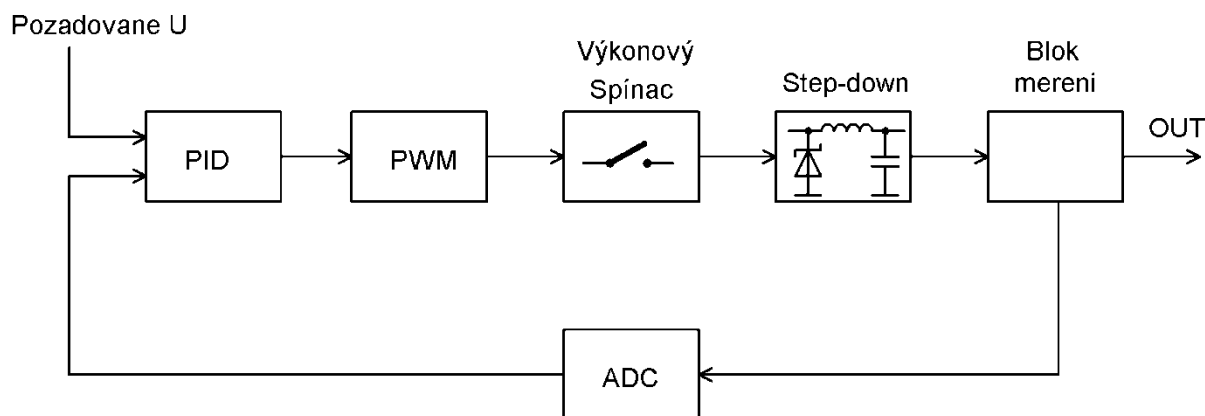 Pozadovane U
Výkonový
Spínac
Step-down
Blok
mereni
OUT
PID
PWM
ADC